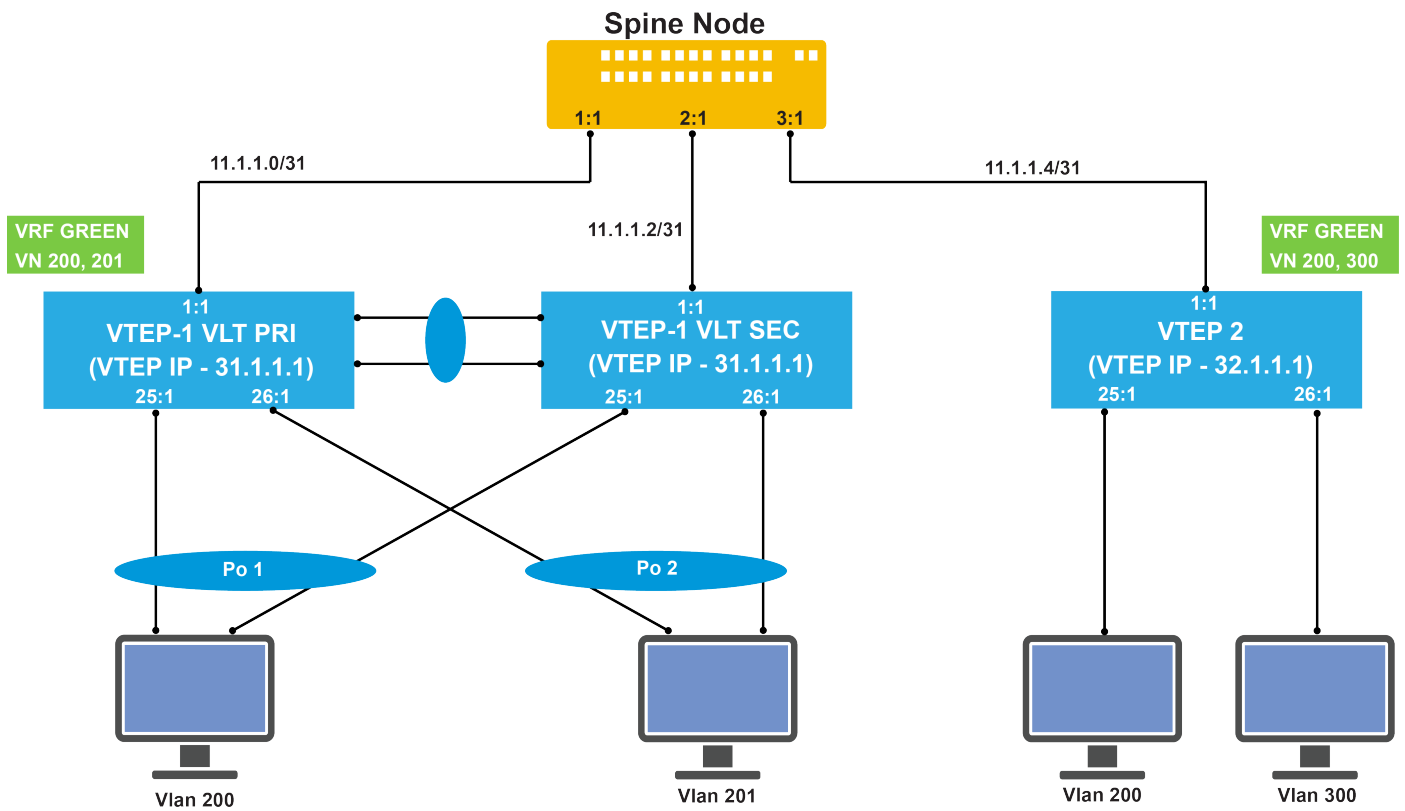 Spine Node
1:1
2:1
3:1
11.1.1.0/31
11.1.1.4/31
11.1.1.2/31
VRF GREEN
VN 200, 201
VRF GREEN
VN 200, 300
1:1
VTEP-1 VLT PRI
(VTEP IP - 31.1.1.1)
25:1
26:1
1:1
VTEP-1 VLT SEC
(VTEP IP - 31.1.1.1)
25:1
26:1
1:1
VTEP 2
(VTEP IP - 32.1.1.1)
25:1
26:1
Po 1
Po 2
Vlan 200
Vlan 201
Vlan 200
Vlan 300